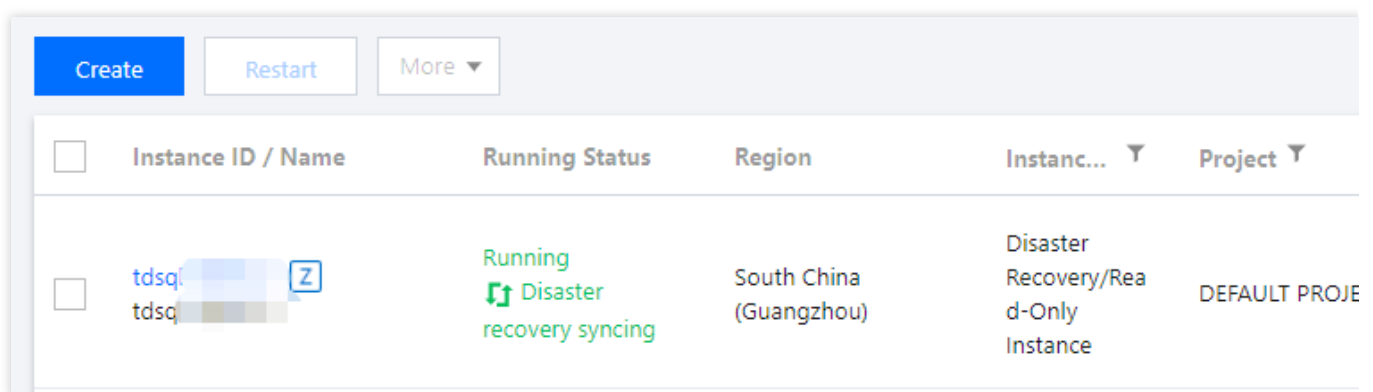 Create Restart More
Instance ID / Name Running Status Region Instanc... Project
tdsq
tdsq
Z
Running
Disaster
recovery syncing
South China
(Guangzhou)
Disaster
Recovery/Rea
d-Only
Instance
DEFAULT PROJE